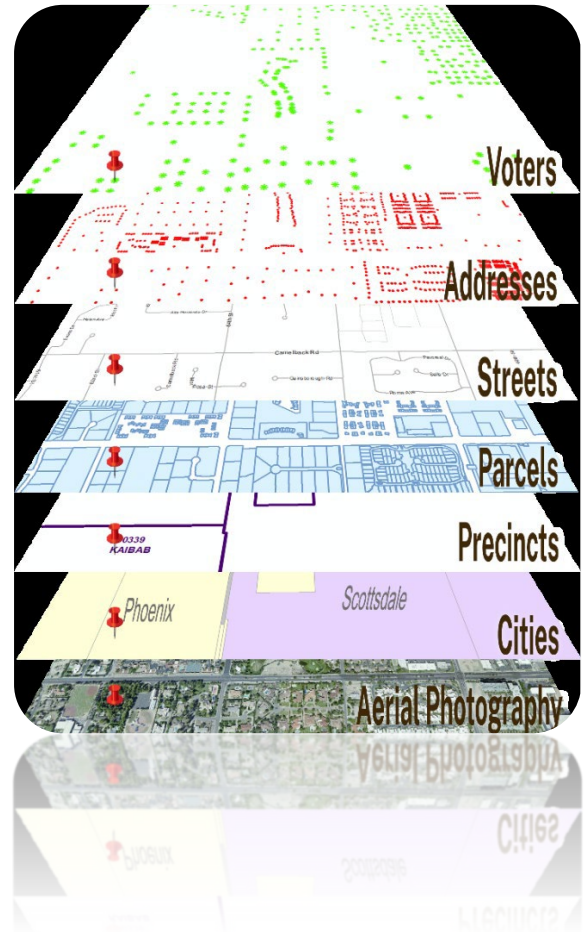 Voters
Addresses
Camelback Rd
Streets
Parcels
0339
KAIBAB
Precincts
Phoenix
Scottsdale
Cities
Aerial Photography